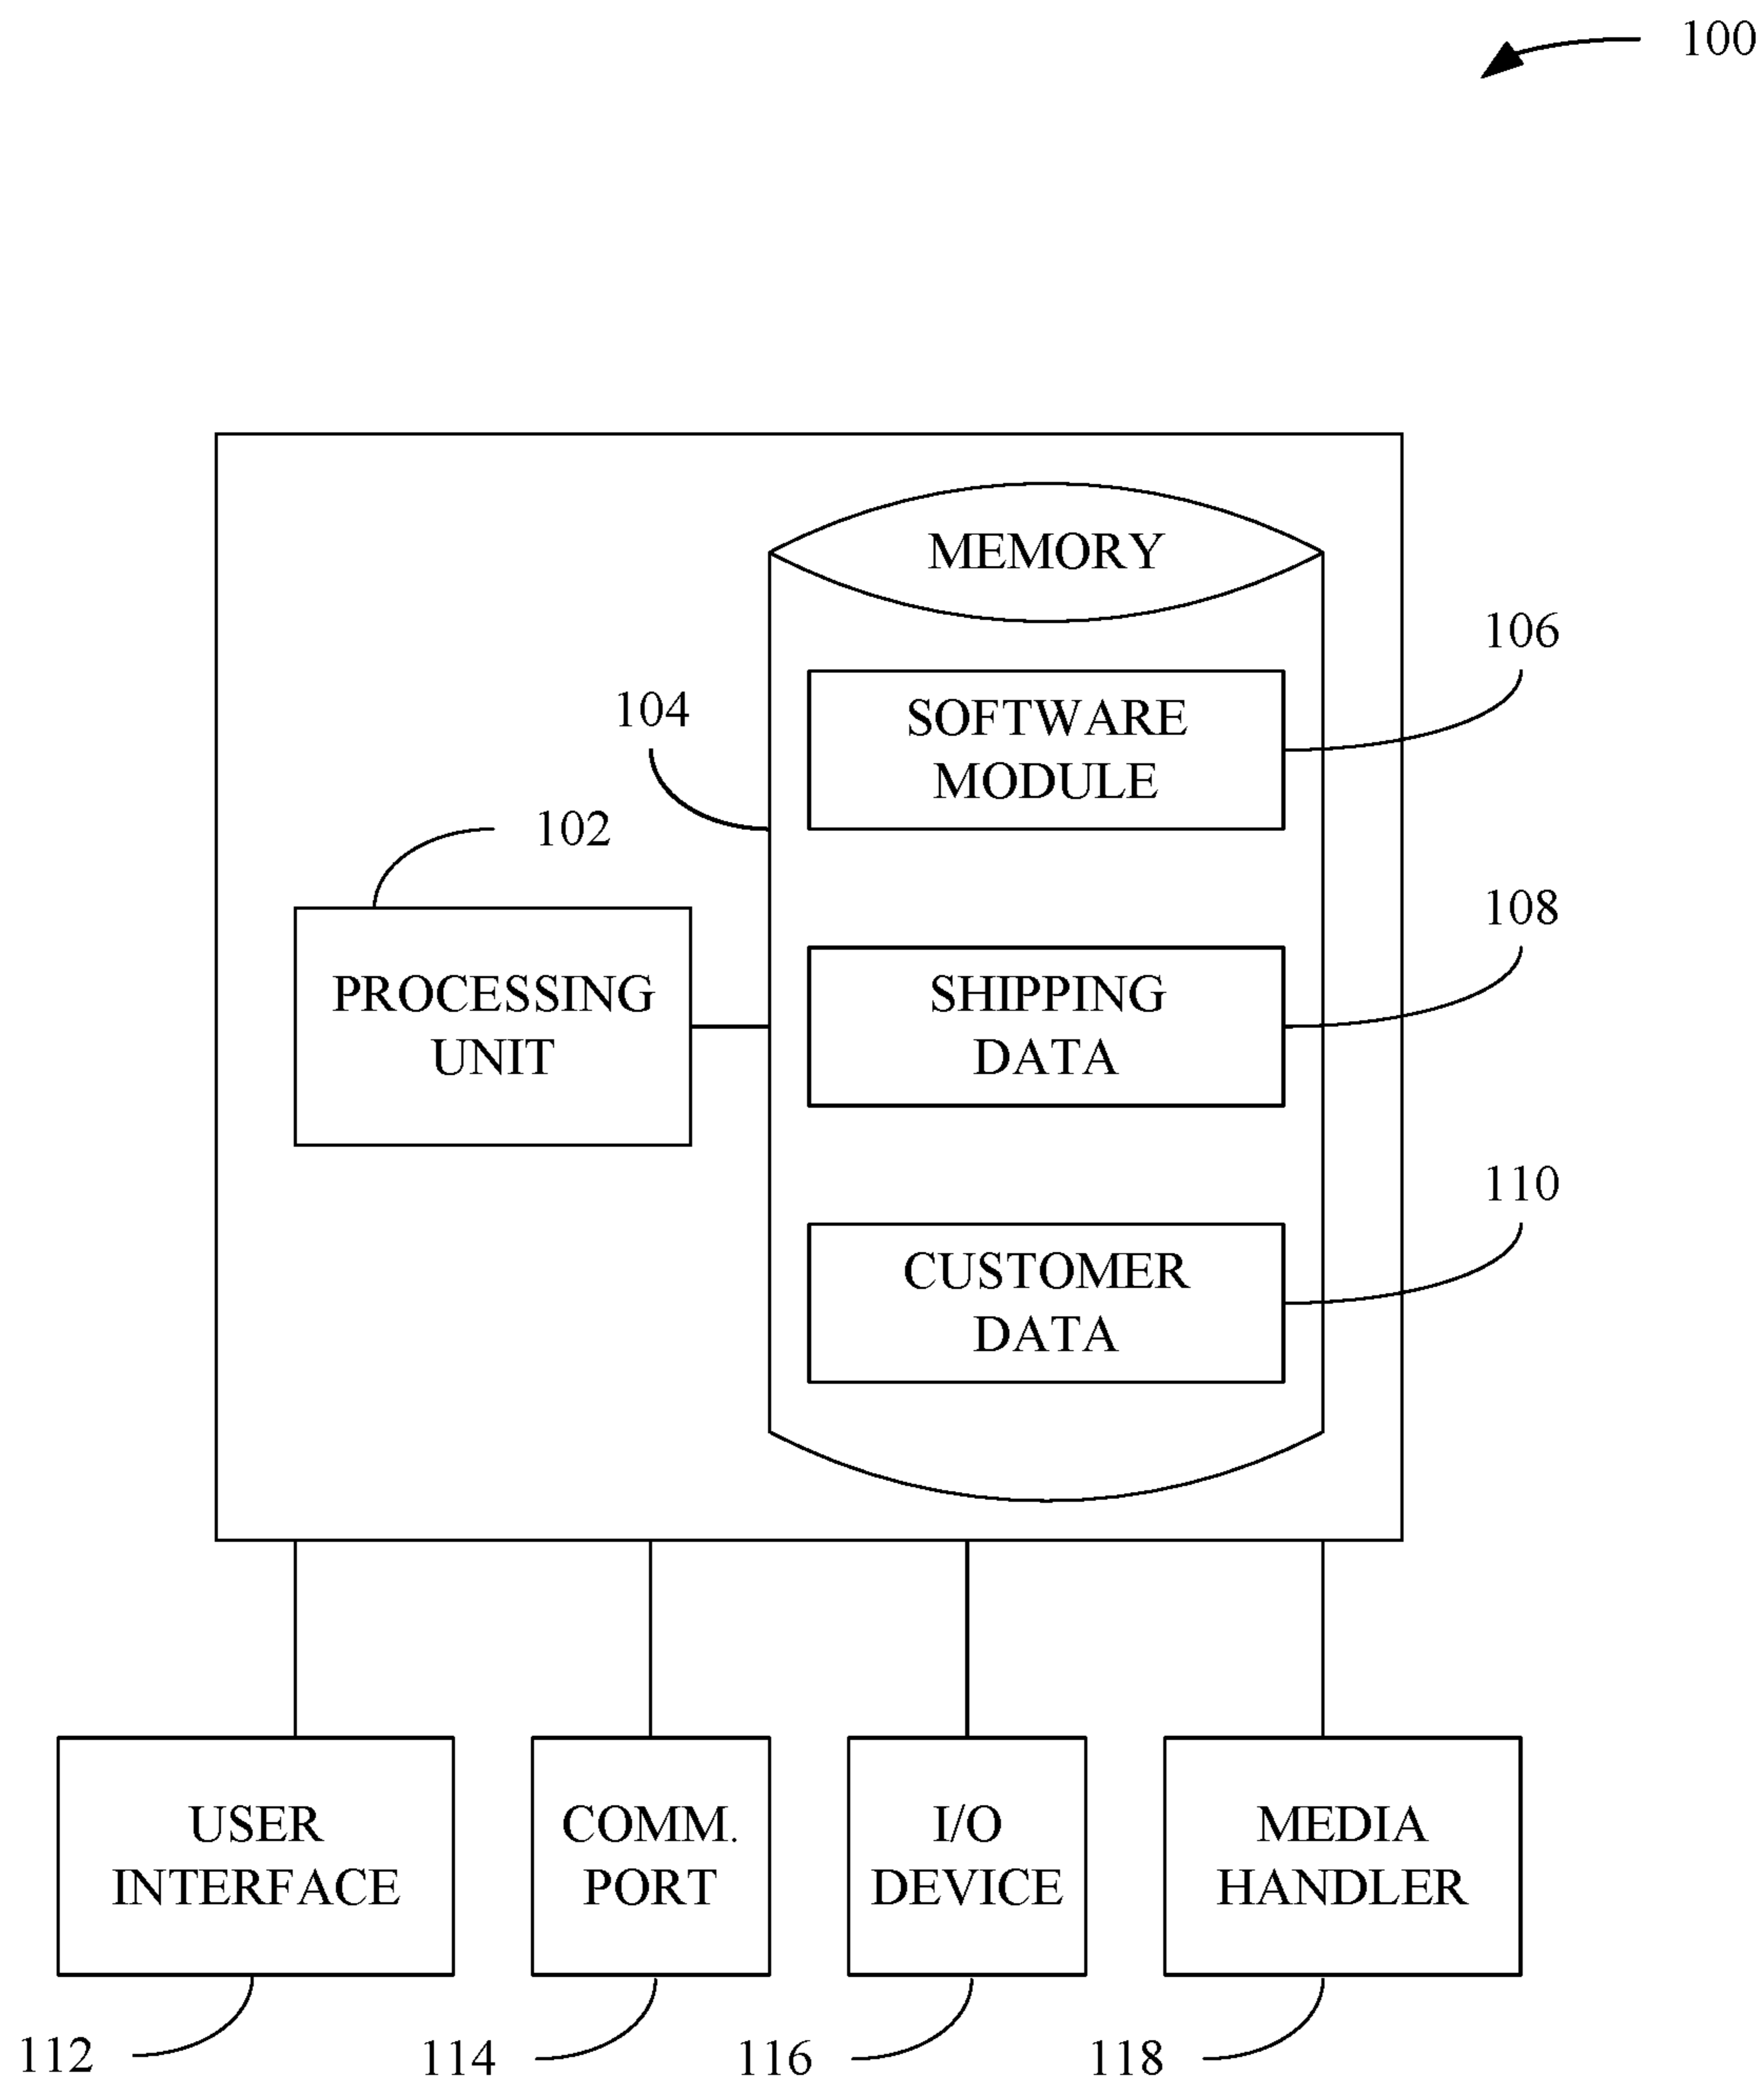 100
MEMORY
106
SOFTWARE
MODULE
104
102
108
PROCESSING
UNIT
SHIPPING
DATA
110
CUSTOMER
DATA
USER
INTERFACE
COMM.
PORT
I/O
DEVICE
MEDIA
HANDLER
112
114
116
118